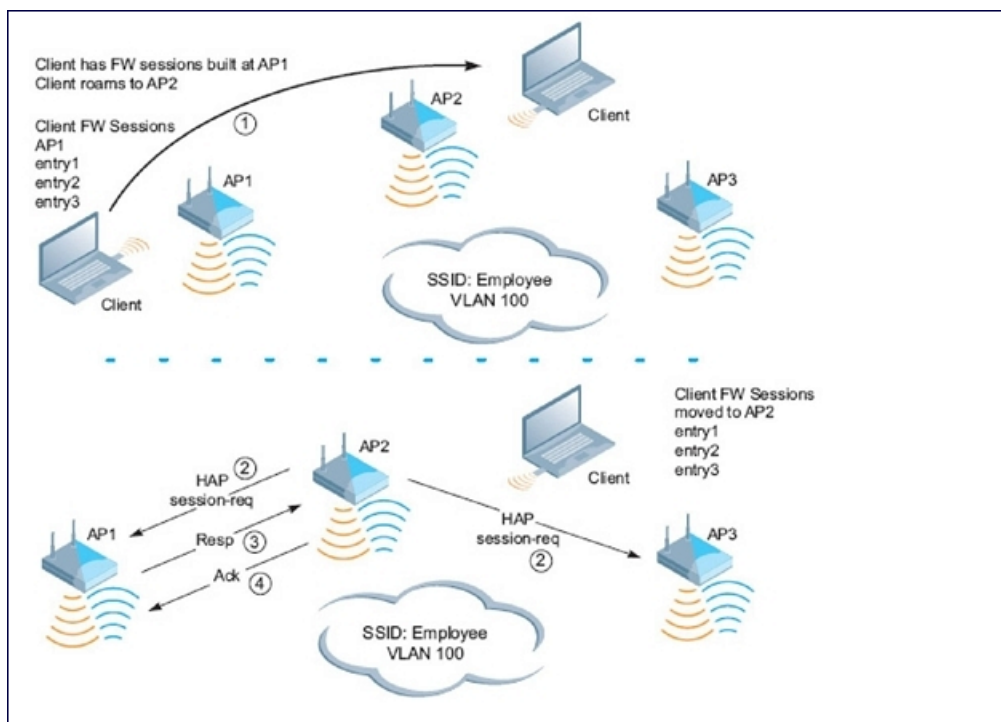 Client has FW sessions built at AP1
Client roams to AP2
Client FW Sessions
AP1
entry1
entry2
entry3
1
AP1
AP2
Client
AP3
Client
SSID: Employee
VLAN 100
Client FW Sessions
moved to AP2
entry1
entry2
entry3
AP2
Client
HAP 2
session-req
AP1
Resp 3
Ack 4
HAP
session-req
2
AP3
SSID: Employee
VLAN 100